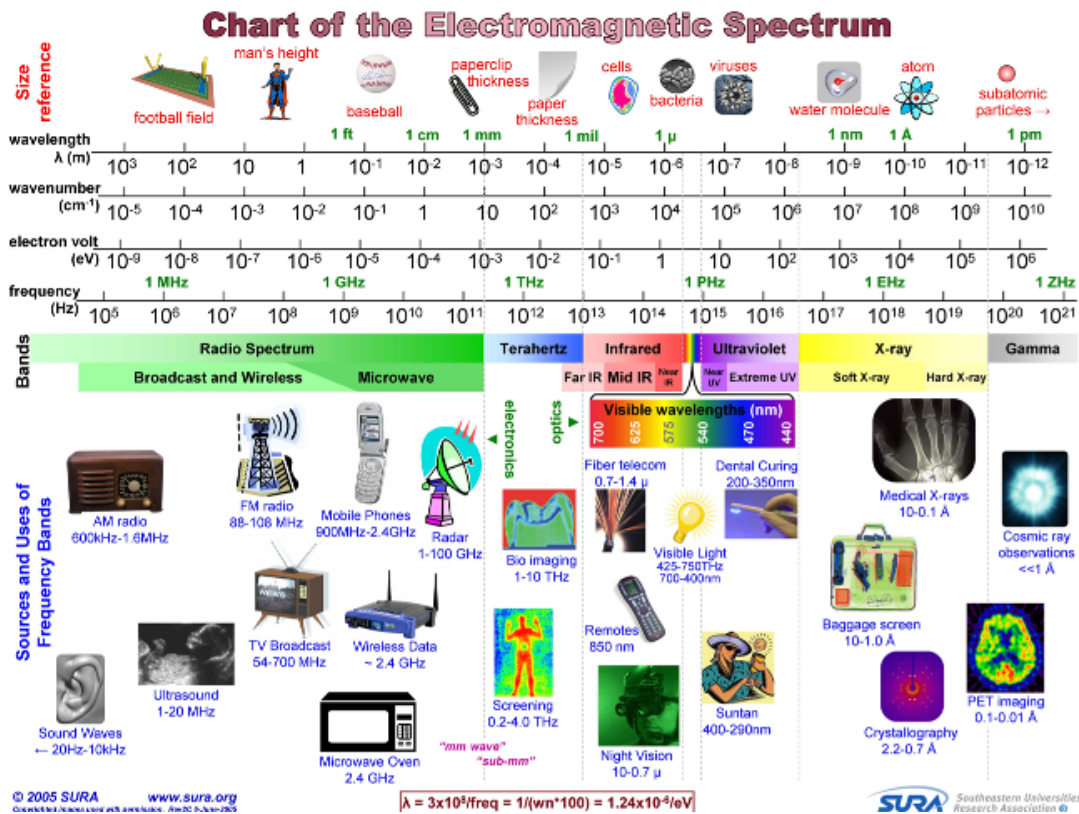 Chart of the Electromagnetic Spectrum
Size reference
football field
man's height
baseball
paperclip thickness
paper thickness
cells
bacteria
viruses
water molecule
atom
subatomic particles →
wavelength λ (m)
1 ft 1 cm 1 mm 1 mil 1 µ 1 nm 1 Å 1 pm
10³ 10² 10 1 10⁻¹ 10⁻² 10⁻³ 10⁻⁴ 10⁻⁵ 10⁻⁶ 10⁻⁷ 10⁻⁸ 10⁻⁹ 10⁻¹⁰ 10⁻¹¹ 10⁻¹²
wavenumber (cm⁻¹)
10⁻⁵ 10⁻⁴ 10⁻³ 10⁻² 10⁻¹ 1 10 10² 10³ 10⁴ 10⁵ 10⁶ 10⁷ 10⁸ 10⁹ 10¹⁰
electron volt (eV)
10⁻⁹ 10⁻⁸ 10⁻⁷ 10⁻⁶ 10⁻⁵ 10⁻⁴ 10⁻³ 10⁻² 10⁻¹ 1 10 10² 10³ 10⁴ 10⁵ 10⁶
1 MHz 1 GHz 1 THz 1 PHz 1 EHz 1 ZHz
frequency (Hz)
10⁵ 10⁶ 10⁷ 10⁸ 10⁹ 10¹⁰ 10¹¹ 10¹² 10¹³ 10¹⁴ 10¹⁵ 10¹⁶ 10¹⁷ 10¹⁸ 10¹⁹ 10²⁰ 10²¹
Bands
Radio Spectrum Terahertz Infrared Ultraviolet X-ray Gamma
Broadcast and Wireless Microwave Far IR Mid IR Near IR Near UV Extreme UV Soft X-ray Hard X-ray
electronics
optics
Visible wavelengths (nm)
700 625 575 540 470 440
Sources and Uses of Frequency Bands
AM radio
600kHz-1.6MHz
FM radio
88-108 MHz
Mobile Phones
900MHz-2.4GHz
Radar
1-100 GHz
Bio imaging
1-10 THz
Fiber telecom
0.7-1.4 µ
Visible Light
425-750THz
700-400nm
Dental Curing
200-350nm
Medical X-rays
10-0.1 Å
Cosmic ray observations
<<1 Å
Sound Waves
← 20Hz-10kHz
Ultrasound
1-20 MHz
NEWS
TV Broadcast
54-700 MHz
Wireless Data
~ 2.4 GHz
Microwave Oven
2.4 GHz
"mm wave"
"sub-mm"
Screening
0.2-4.0 THz
Remotes
850 nm
Night Vision
10-0.7 µ
Suntan
400-290nm
Baggage screen
10-1.0 Å
Crystallography
2.2-0.7 Å
PET imaging
0.1-0.01 Å
© 2005 SURA www.sura.org
Copyrighted images used with permission. Rev2C 6-June-2005
λ = 3x10⁸/freq = 1/(wn*100) = 1.24x10⁻⁶/eV
SURA
Southeastern Universities
Research Association